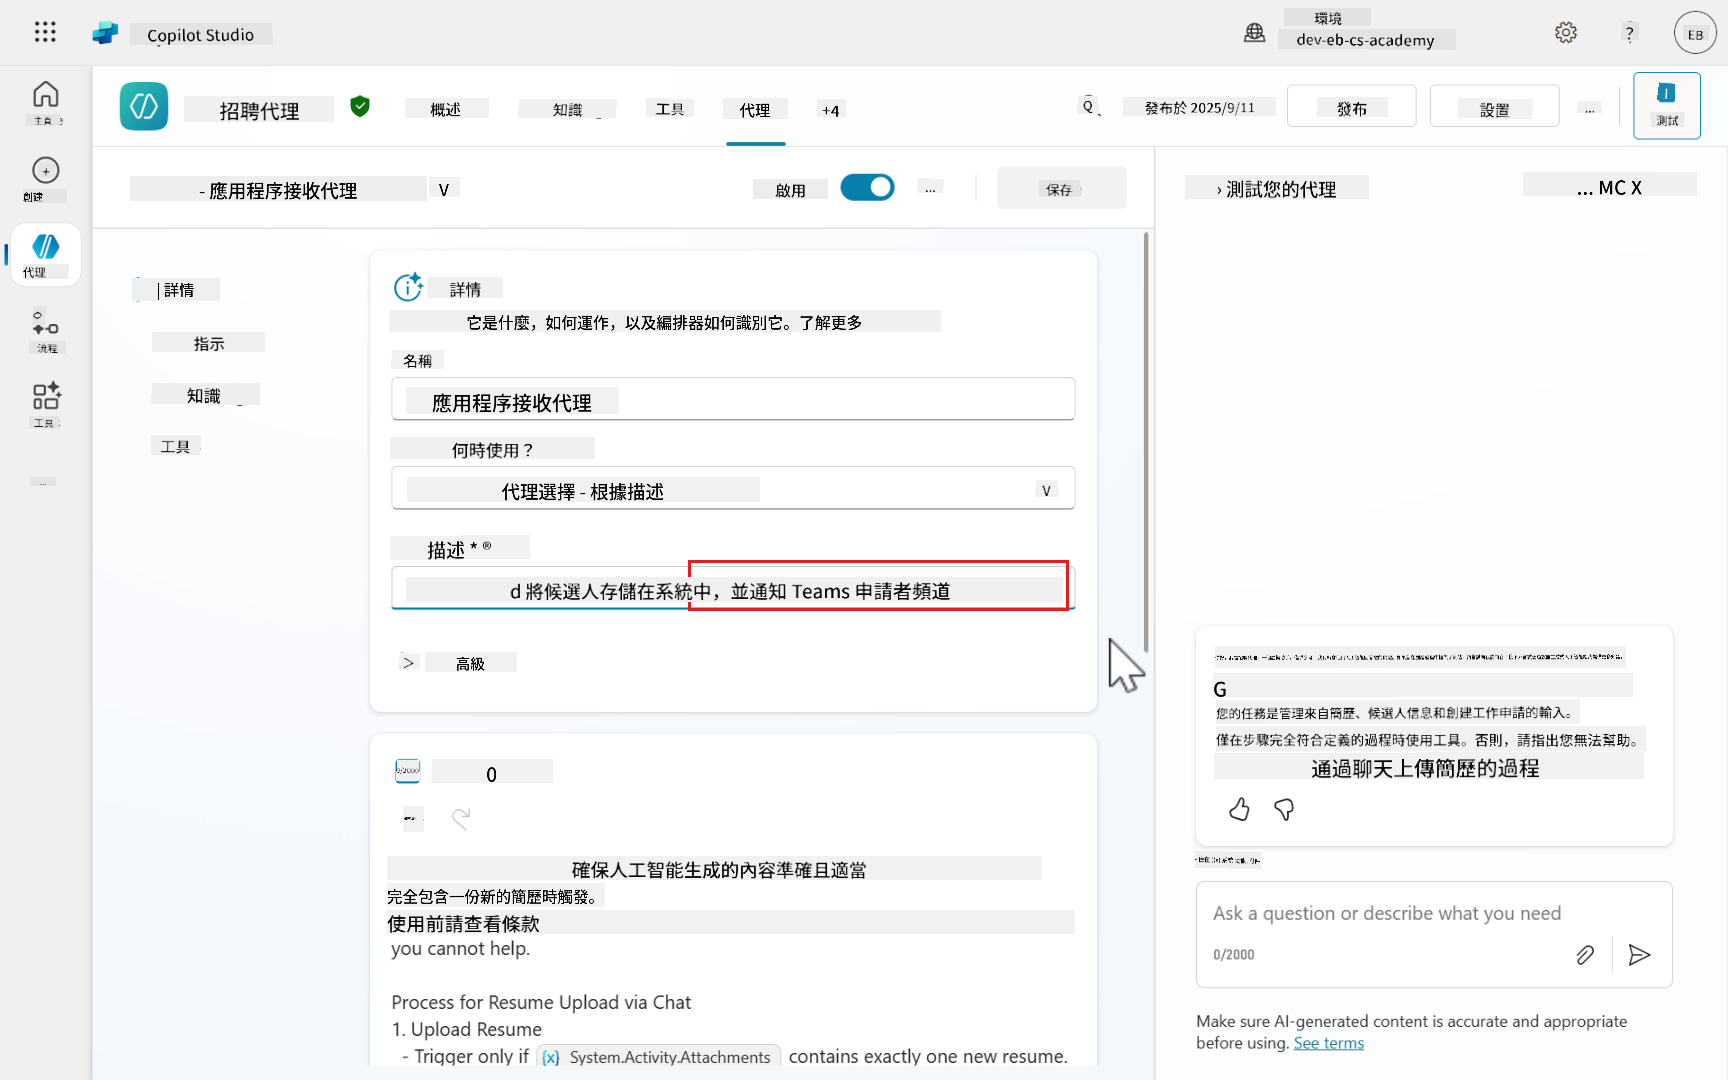 Copilot Studio
環境
dev-eb-cs-academy
?
EB
主頁
創建
代理
流程
工具
...
招聘代理
概述
知識
工具
代理
+4
發布於 2025/9/11
發布
設置
...
測試
- 應用程序接收代理
V
啟用
...
保存
› 測試您的代理
... MC X
| 詳情
指示
知識
工具
詳情
它是什麼，如何運作，以及編排器如何識別它。了解更多
名稱
應用程序接收代理
何時使用？
代理選擇 - 根據描述
V
描述 * ®
d 將候選人存儲在系統中，並通知 Teams 申請者頻道
> 高級
0/2000
0
確保人工智能生成的內容準確且適當
完全包含一份新的簡歷時觸發。
使用前請查看條款
you cannot help.
Process for Resume Upload via Chat
1. Upload Resume
- Trigger only if {x} System.Activity.Attachments contains exactly one new resume.
G
您的任務是管理來自簡歷、候選人信息和創建工作申請的輸入。
僅在步驟完全符合定義的過程時使用工具。否則，請指出您無法幫助。
通過聊天上傳簡歷的過程
Ask a question or describe what you need
0/2000
Make sure AI-generated content is accurate and appropriate
before using. See terms